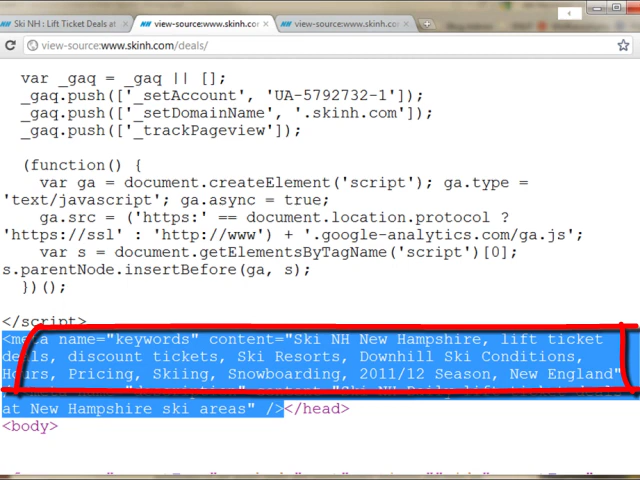 Ski NH : Lift Ticket Deals at
view-source:www.skinh.co
view-source:www.skinh.com
view-source:www.skinh.com/deals/
var _gaq = _gaq || [];
_gaq.push(['_setAccount', 'UA-5792732-1']);
_gaq.push(['_setDomainName', '.skinh.com']);
_gaq.push(['_trackPageview']);
(function() {
var ga = document.createElement('script'); ga.type =
'text/javascript'; ga.async = true;
ga.src = ('https:' == document.location.protocol ?
'https://ssl' : 'http://www') + '.google-analytics.com/ga.js';
var s = document.getElementsByTagName('script')[0];
s.parentNode.insertBefore(ga, s);
})();
</script>
<meta name="keywords" content="Ski NH New Hampshire, lift ticket
deals, discount tickets, Ski Resorts, Downhill Ski Conditions,
Hours, Pricing, Skiing, Snowboarding, 2011/12 Season, New England"
at New Hampshire ski areas" /></head>
<body>